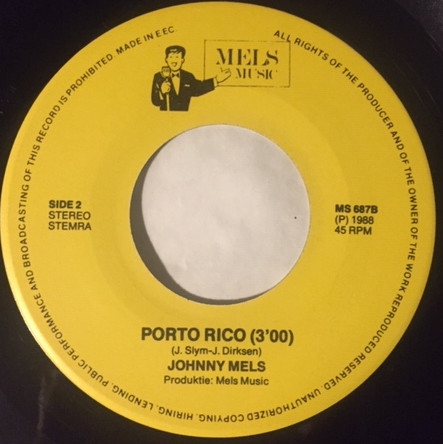 ALL RIGHTS OF THE PRODUCER AND OF THE OWNER OF THE WORK REPRODUCED RESERVED. UNAUTHORIZED COPYING. HIRING. LENDING. PUBLIC PERFORMANCE AND BROADCASTING OF THIS RECORD IS PROHIBITED. MADE IN EEC.
MELS
MUSIC
SIDE 2
STEREO
STEMRA
MS 687B
(P) 1988
45 RPM
PORTO RICO (3'00)
(J. Slym-J. Dirksen)
JOHNNY MELS
Produktie: Mels Music